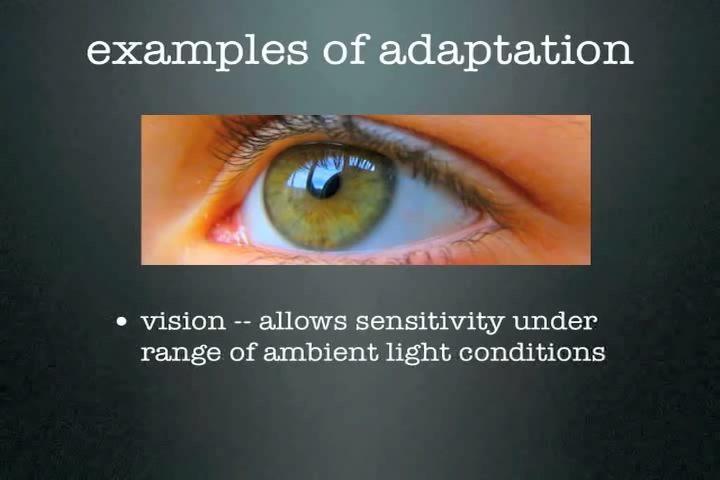 examples of adaptation
• vision -- allows sensitivity under
range of ambient light conditions